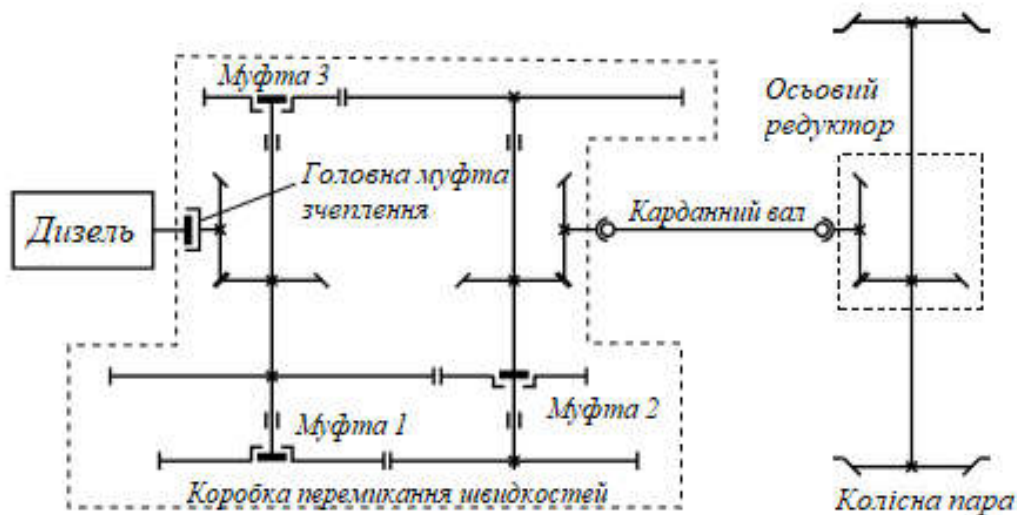 Муфта 3
Осьовий
редуктор
Головна муфта
зчеплення
Дизель
Карданний вал
Муфта 2
Муфта 1
Коробка перемикання швидкостей
Колісна пара